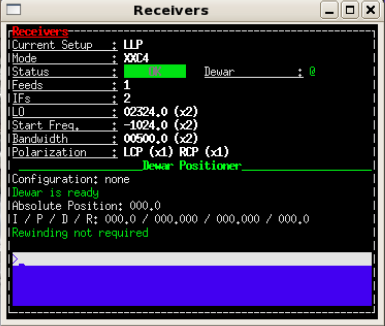 Receivers
Receivers
Current Setup : LLP
Mode : XXC4
Status : Dewar : @
Feeds : 1
IFs : 2
LO : 02324.0 (x2)
Start Freq. : -1024.0 (x2)
Bandwidth : 00500.0 (x2)
Polarization : LCP (x1) RCP (x1)
Dewar Positioner
Configuration: none
Dewar is ready
Absolute Position: 000.0
I / P / D / R: 000.0 / 000.000 / 000.000 / 000.0
Rewinding not required
>_